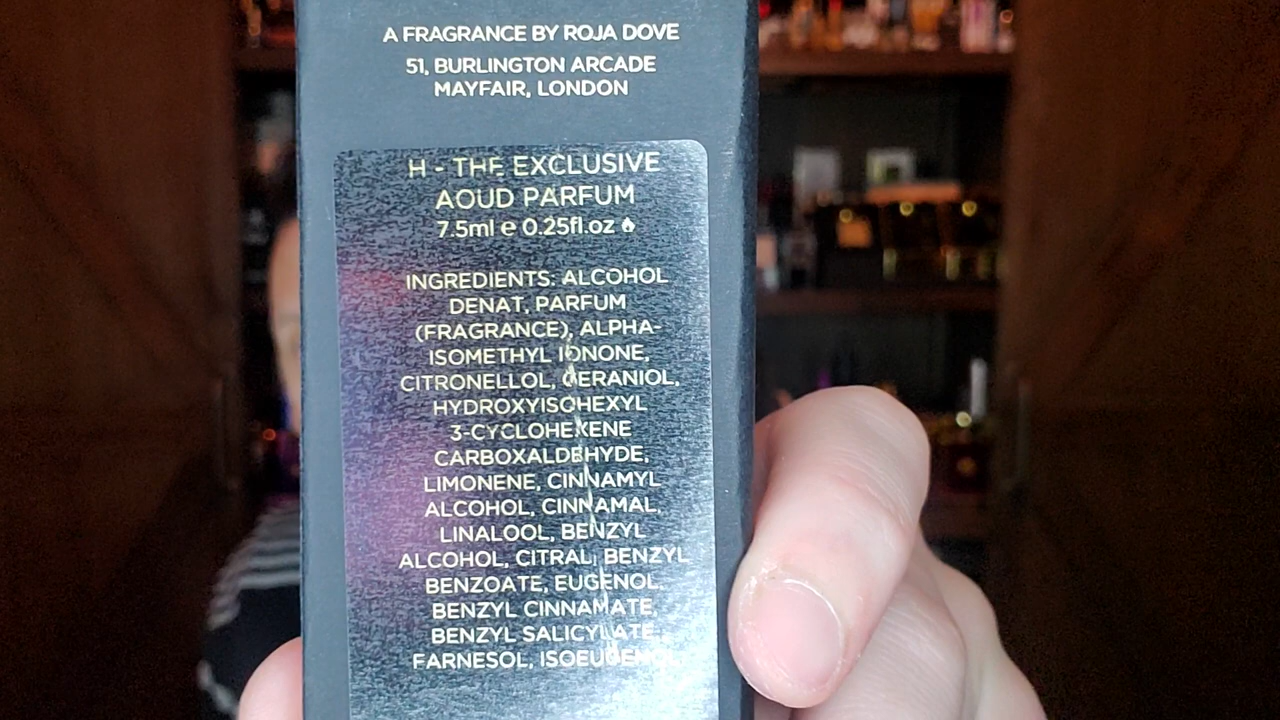 A FRAGRANCE BY ROJA DOVE
51, BURLINGTON ARCADE
MAYFAIR, LONDON
H - THE EXCLUSIVE
AOUD PARFUM
7.5ml e 0.25fl.oz
INGREDIENTS: ALCOHOL
DENAT, PARFUM
(FRAGRANCE), ALPHA-
ISOMETHYL IONONE,
CITRONELLOL, GERANIOL,
HYDROXYISOHEXYL
3-CYCLOHEXENE
CARBOXALDEHYDE,
LIMONENE, CINNAMYL
ALCOHOL, CINNAMAL,
LINALOOL, BENZYL
ALCOHOL, CITRAL, BENZYL
BENZOATE, EUGENOL,
BENZYL CINNAMATE,
BENZYL SALICYLATE,
FARNESOL, ISOEUGENOL